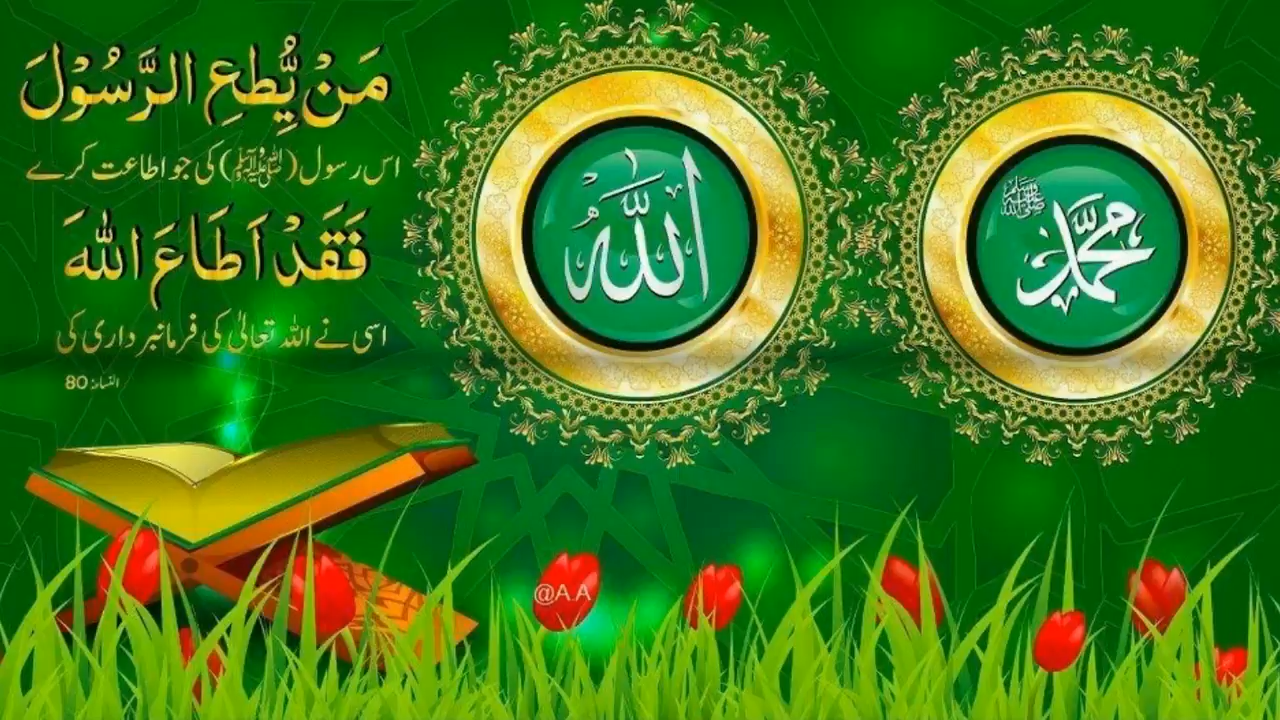 مَنْ یُّطِعِ الرَّسُوْلَ
اس رسول (ﷺ) کی جو اطاعت کرے
فَقَدْ اَطَاعَ اللّٰهَ
اسی نے اللہ تعالیٰ کی فرمانبرداری کی
النساء: 80
اللّٰه
محمد ﷺ
@A.A